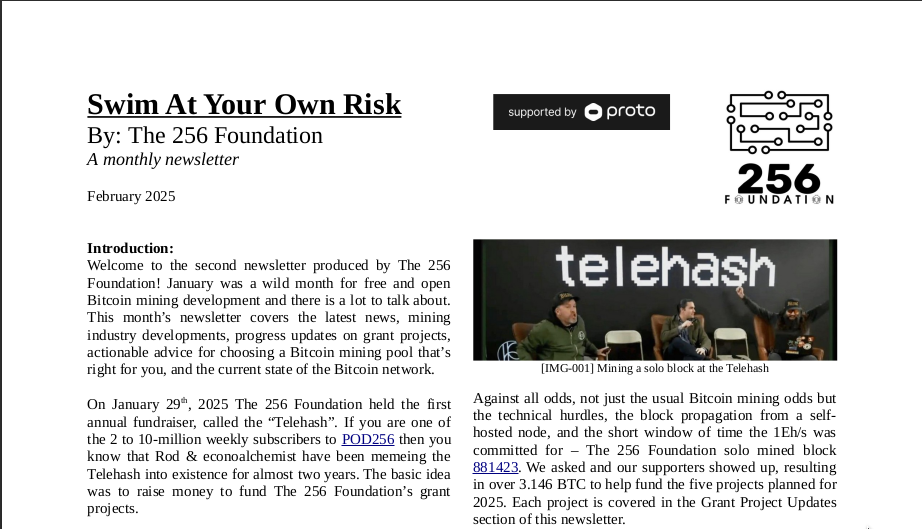 Swim At Your Own Risk
By: The 256 Foundation
A monthly newsletter
February 2025
supported by proto
256
FOUNDATION
Introduction:
Welcome to the second newsletter produced by The 256
Foundation! January was a wild month for free and open
Bitcoin mining development and there is a lot to talk about.
This month's newsletter covers the latest news, mining
industry developments, progress updates on grant projects,
actionable advice for choosing a Bitcoin mining pool that's
right for you, and the current state of the Bitcoin network.
On January 29th, 2025 The 256 Foundation held the first
annual fundraiser, called the “Telehash”. If you are one of
the 2 to 10-million weekly subscribers to POD256 then you
know that Rod & econoalchemist have been memeing the
Telehash into existence for almost two years. The basic idea
was to raise money to fund The 256 Foundation's grant
projects.
telehash
[IMG-001] Mining a solo block at the Telehash
Against all odds, not just the usual Bitcoin mining odds but
the technical hurdles, the block propagation from a self-
hosted node, and the short window of time the 1Eh/s was
committed for – The 256 Foundation solo mined block
881423. We asked and our supporters showed up, resulting
in over 3.146 BTC to help fund the five projects planned for
2025. Each project is covered in the Grant Project Updates
section of this newsletter.